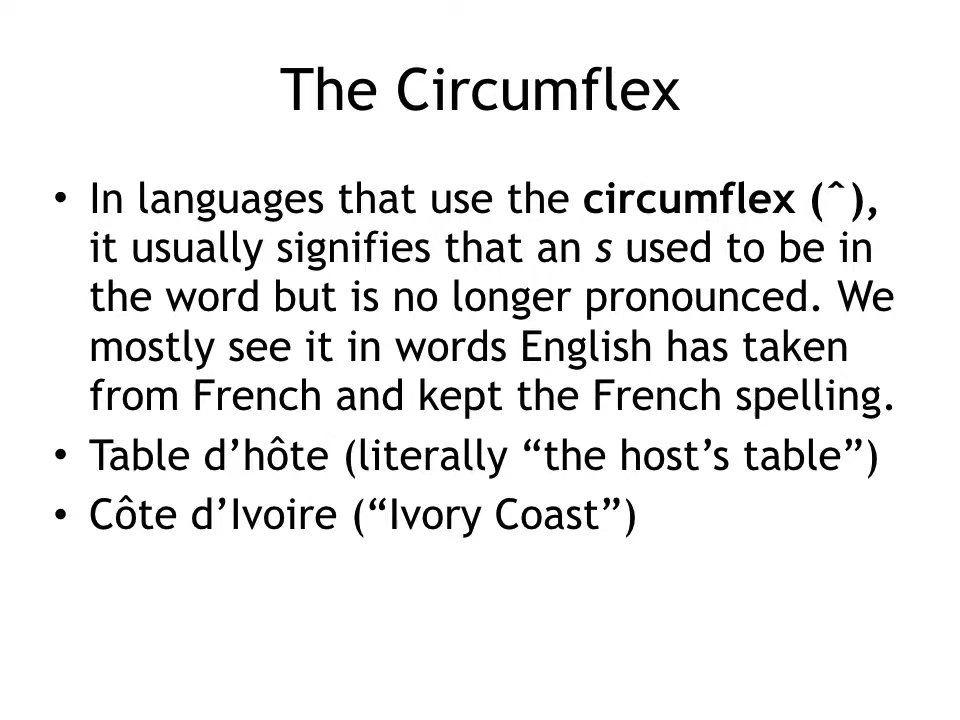 The Circumflex
• In languages that use the circumflex (ˆ),
it usually signifies that an s used to be in
the word but is no longer pronounced. We
mostly see it in words English has taken
from French and kept the French spelling.
• Table d’hôte (literally “the host’s table”)
• Côte d’Ivoire (“Ivory Coast”)